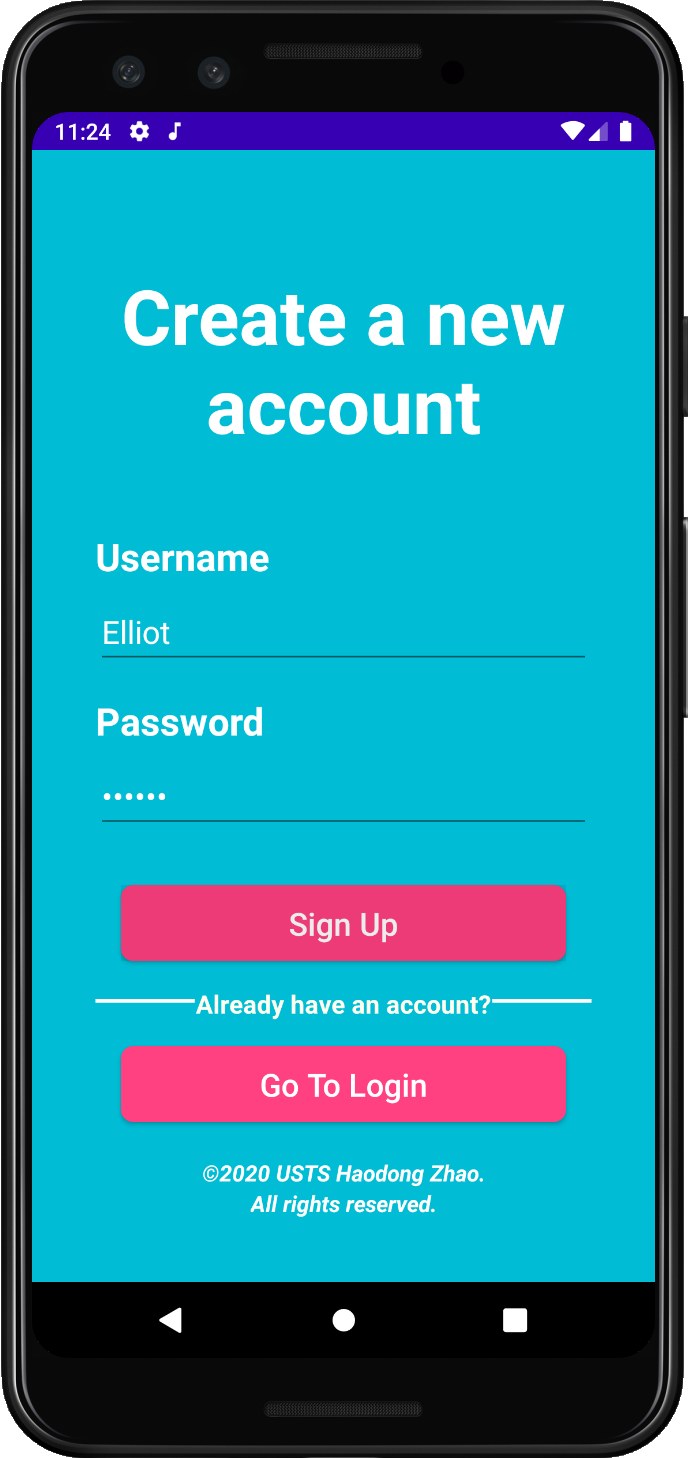 11:24
Create a new
account
Username
Elliot
Password
••••••
Sign Up
Already have an account?
Go To Login
©2020 USTS Haodong Zhao.
All rights reserved.